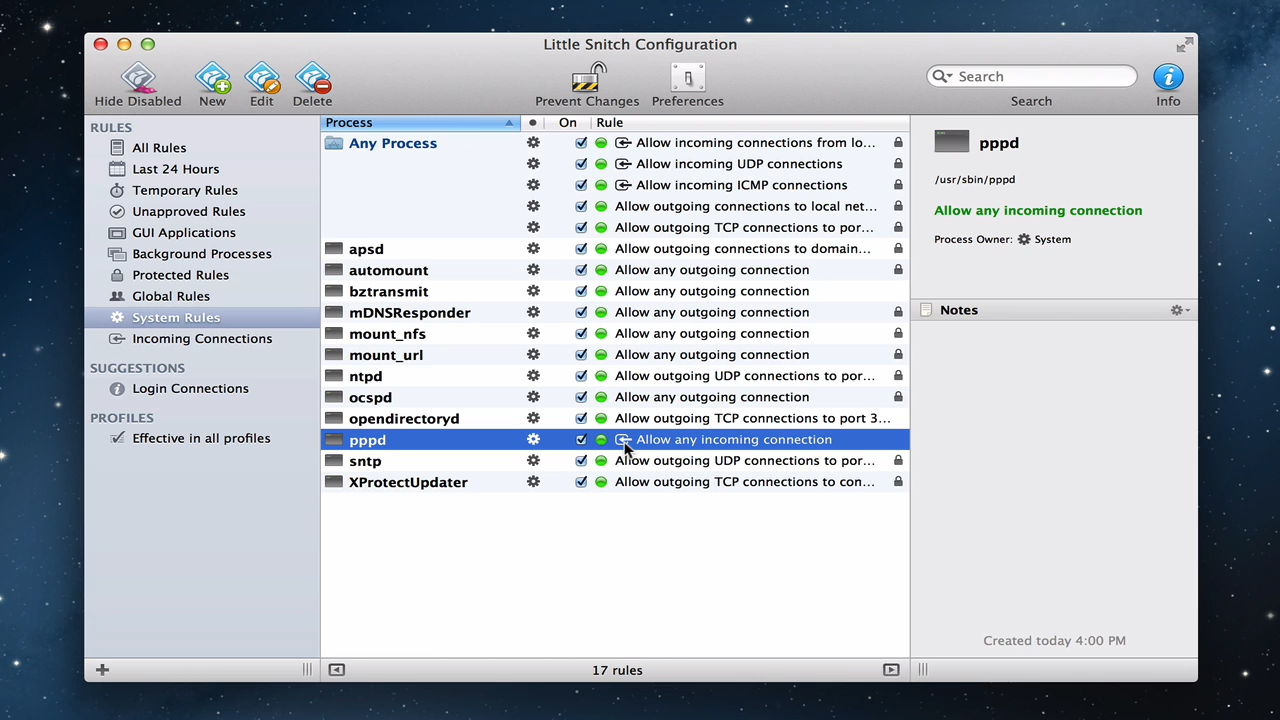 Little Snitch Configuration
Hide Disabled
New
Edit
Delete
Prevent Changes
Preferences
Search
Search
Info
RULES
All Rules
Last 24 Hours
Temporary Rules
Unapproved Rules
GUI Applications
Background Processes
Protected Rules
Global Rules
System Rules
Incoming Connections
SUGGESTIONS
Login Connections
PROFILES
Effective in all profiles
Process On Rule
Any Process Allow incoming connections from lo...
Allow incoming UDP connections
Allow incoming ICMP connections
Allow outgoing connections to local net...
Allow outgoing TCP connections to por...
apsd Allow outgoing connections to domain...
automount Allow any outgoing connection
bztransmit Allow any outgoing connection
mDNSResponder Allow any outgoing connection
mount_nfs Allow any outgoing connection
mount_url Allow any outgoing connection
ntpd Allow outgoing UDP connections to por...
ocspd Allow any outgoing connection
opendirectoryd Allow outgoing TCP connections to port 3...
pppd Allow any incoming connection
sntp Allow outgoing UDP connections to por...
XProtectUpdater Allow outgoing TCP connections to con...
17 rules
pppd
/usr/sbin/pppd
Allow any incoming connection
Process Owner: System
Notes
Created today 4:00 PM